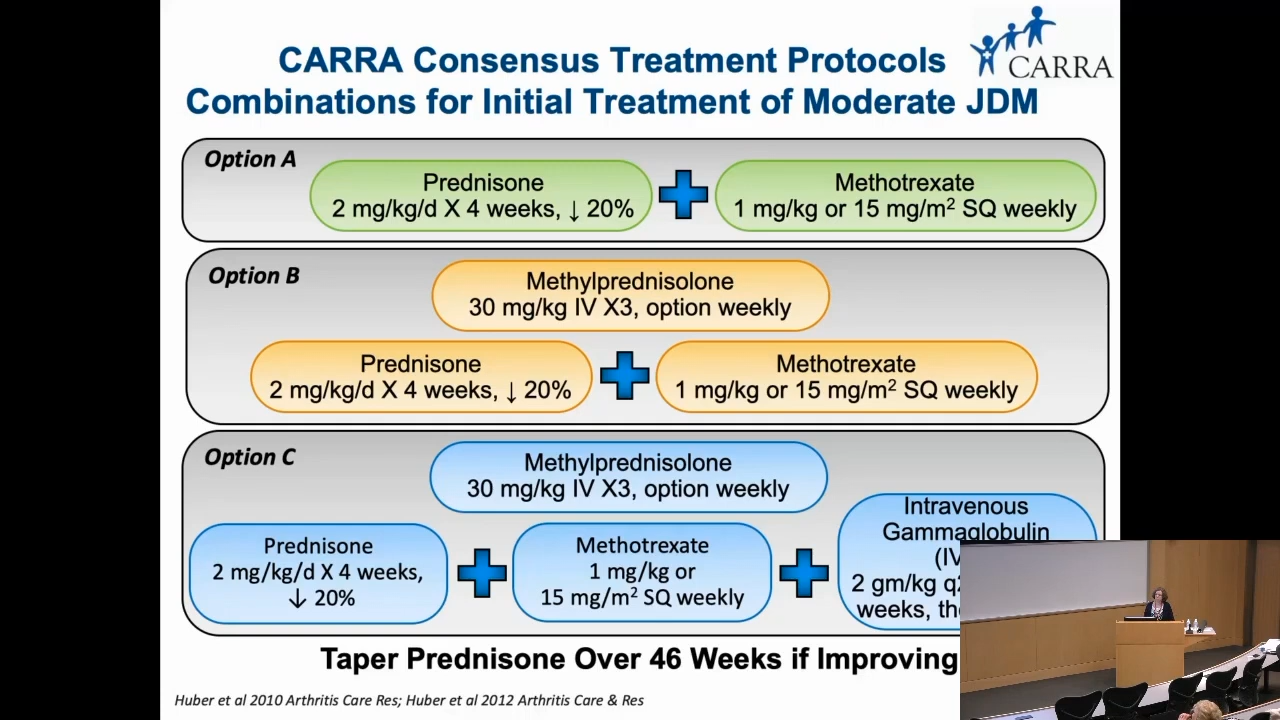 CARRA Consensus Treatment Protocols
CARRA
Combinations for Initial Treatment of Moderate JDM
Option A
Prednisone
2 mg/kg/d X 4 weeks, ↓ 20%
Methotrexate
1 mg/kg or 15 mg/m² SQ weekly
Option B
Methylprednisolone
30 mg/kg IV X3, option weekly
Prednisone
2 mg/kg/d X 4 weeks, ↓ 20%
Methotrexate
1 mg/kg or 15 mg/m² SQ weekly
Option C
Methylprednisolone
30 mg/kg IV X3, option weekly
Prednisone
2 mg/kg/d X 4 weeks,
↓ 20%
Methotrexate
1 mg/kg or
15 mg/m² SQ weekly
Intravenous
Gammaglobulin
2 gm/kg
weeks,
Taper Prednisone Over 46 Weeks if Improving
Huber et al 2010 Arthritis Care Res; Huber et al 2012 Arthritis Care & Res